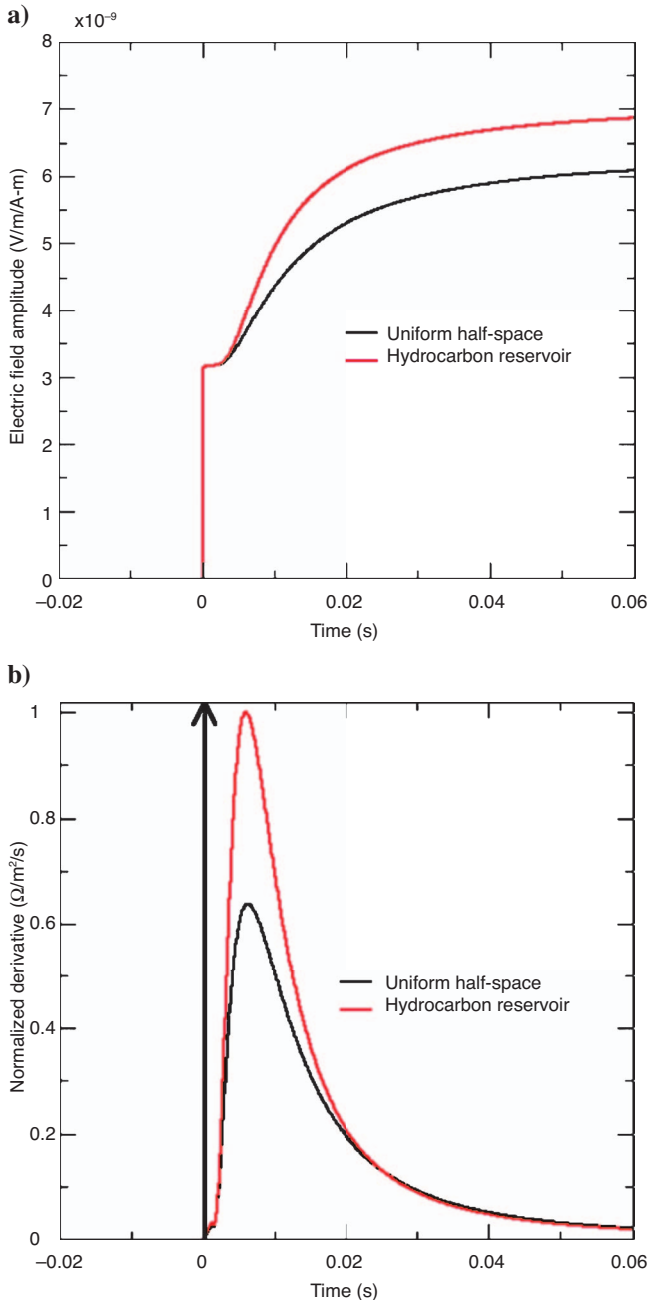 a)
x10⁻⁹
8
7
6
5
4
3
2
1
0
Electric field amplitude (V/m/A-m)
Uniform half-space
Hydrocarbon reservoir
−0.02
0
0.02
0.04
0.06
Time (s)
b)
1
0.8
0.6
0.4
0.2
0
Normalized derivative (Ω/m²/s)
Uniform half-space
Hydrocarbon reservoir
−0.02
0
0.02
0.04
0.06
Time (s)